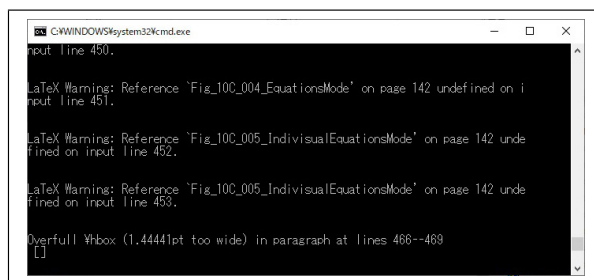 C:¥WINDOWS¥system32¥cmd.exe
nput line 450.
LaTeX Warning: Reference `Fig_10C_004_EquationsMode' on page 142 undefined on i
nput line 451.
LaTeX Warning: Reference `Fig_10C_005_IndivisualEquationsMode' on page 142 unde
fined on input line 452.
LaTeX Warning: Reference `Fig_10C_005_IndivisualEquationsMode' on page 142 unde
fined on input line 453.
Overfull ¥hbox (1.44441pt too wide) in paragraph at lines 466--469
[]